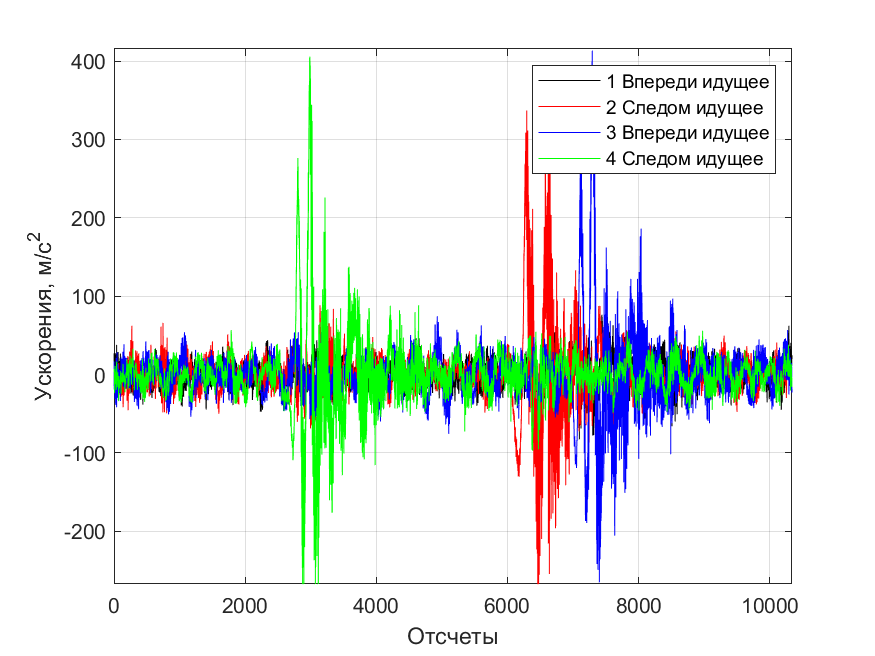 400
300
200
100
0
-100
-200
Ускорения, м/с²
1 Впереди идущее
2 Следом идущее
3 Впереди идущее
4 Следом идущее
0 2000 4000 6000 8000 10000
Отсчеты